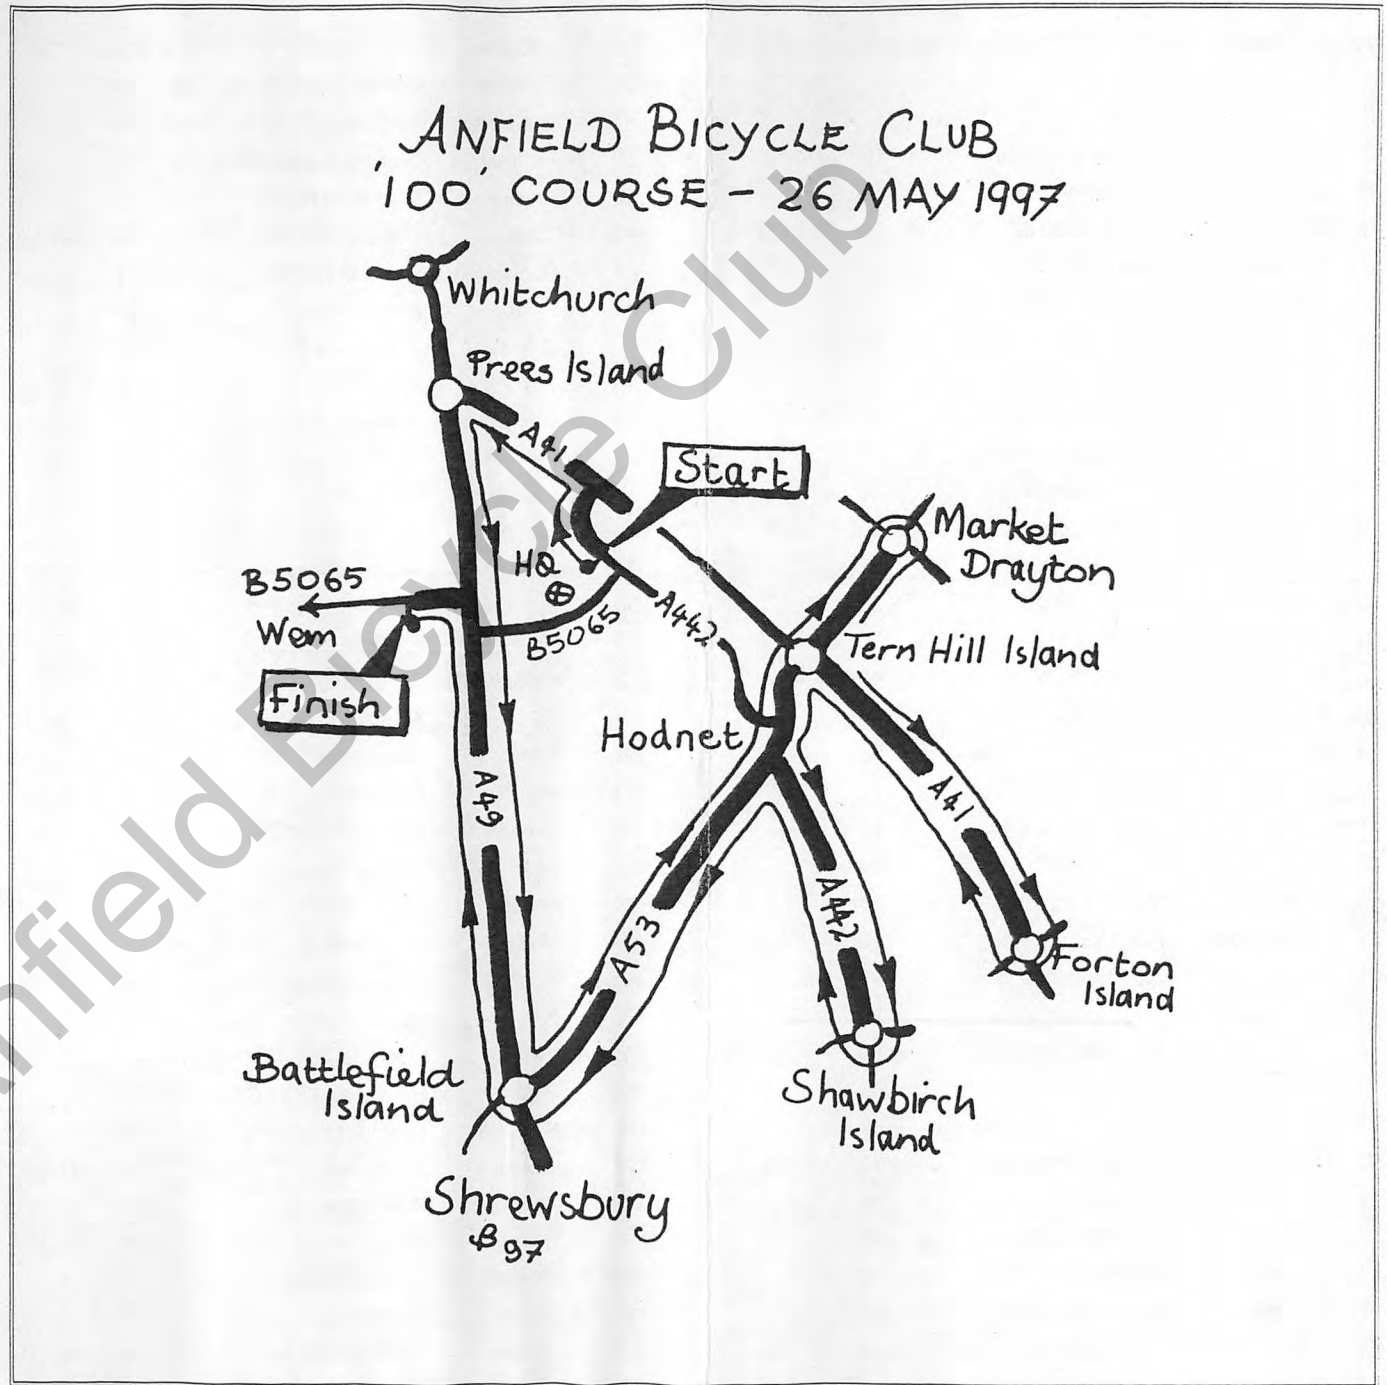 ANFIELD BICYCLE CLUB
'100' COURSE - 26 MAY 1997
Whitchurch
Prees Island
A41
Start
Market
Drayton
HQ
B5065
Wem
B5065
A442
Tern Hill Island
Finish
Hodnet
A49
A41
A442
A53
Forton
Island
Battlefield
Island
Shawbirch
Island
Shrewsbury
97
Anfield Bicycle Club